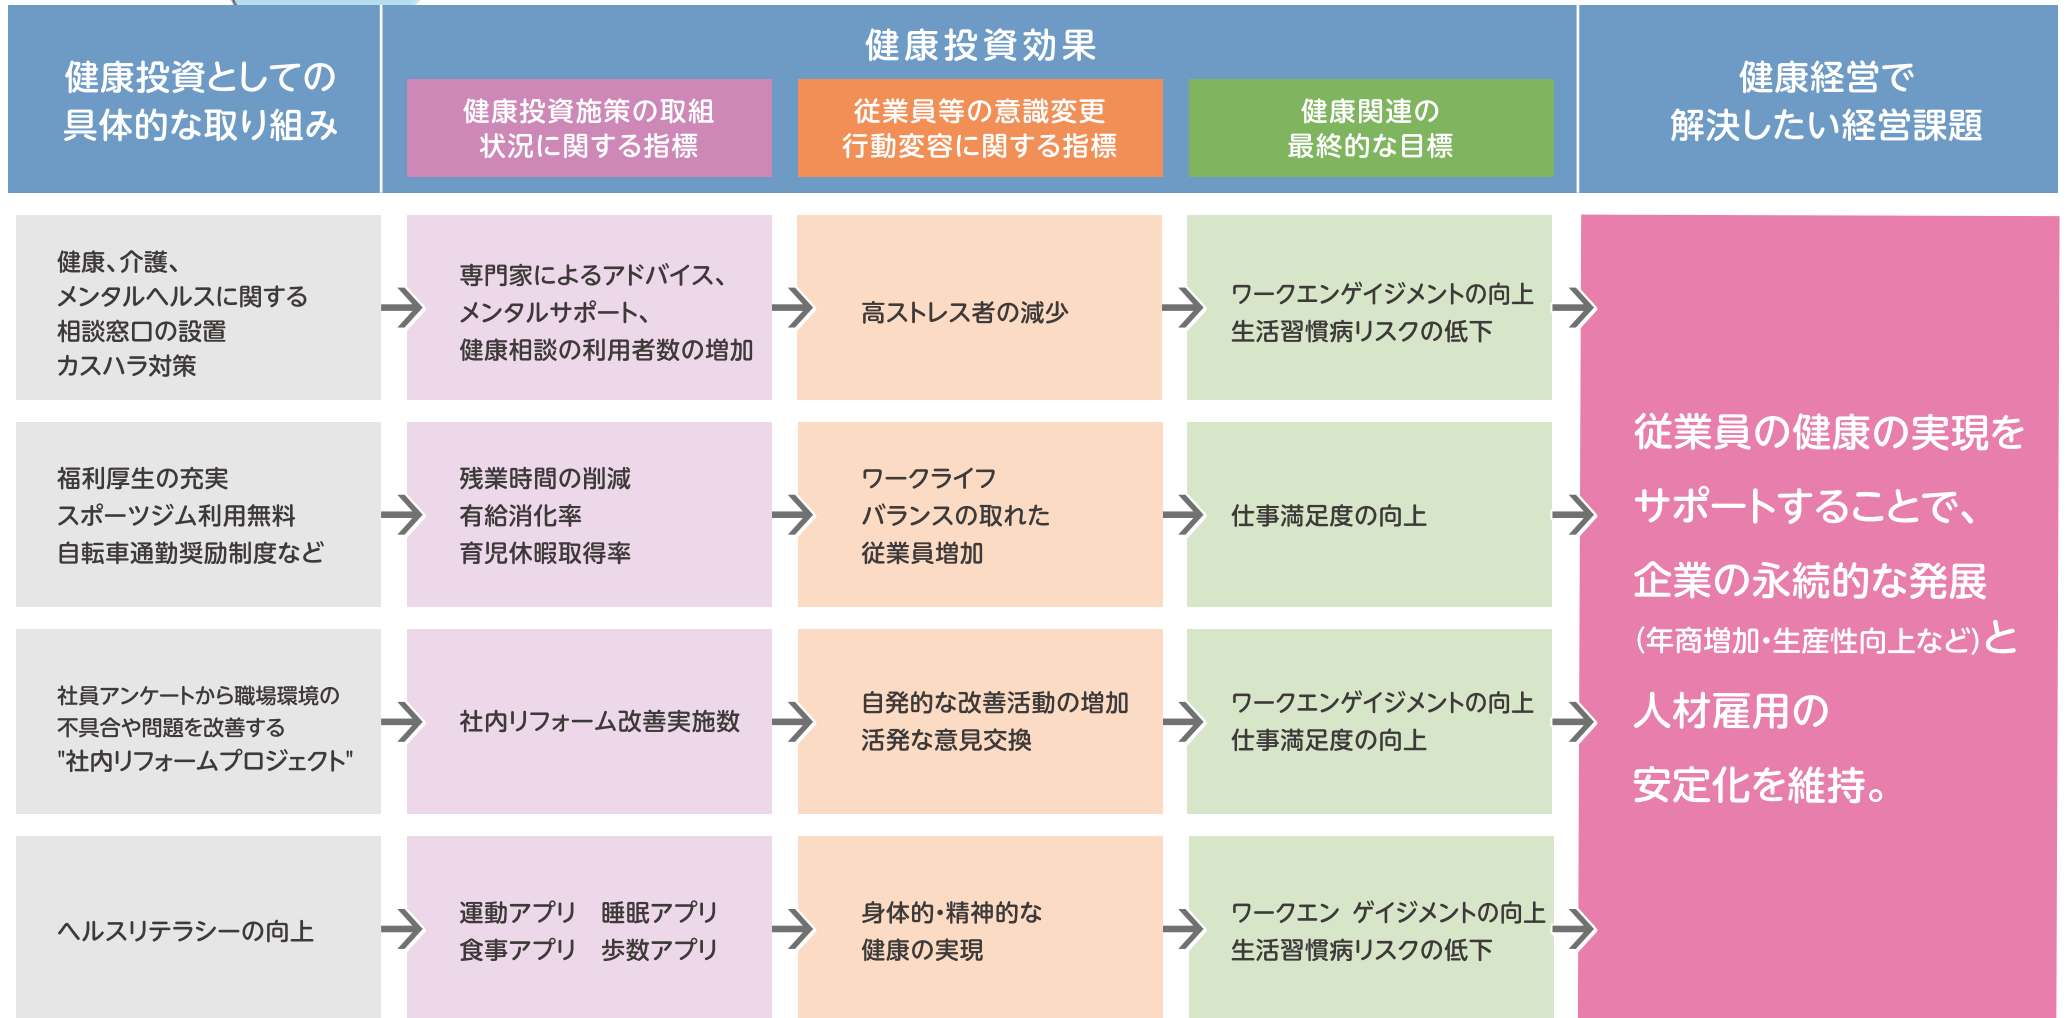 健康投資としての
具体的な取り組み
健康投資効果
健康投資施策の取組
状況に関する指標
従業員等の意識変更
行動変容に関する指標
健康関連の
最終的な目標
健康経営で
解決したい経営課題
健康、介護、
メンタルヘルスに関する
相談窓口の設置
カスハラ対策
専門家によるアドバイス、
メンタルサポート、
健康相談の利用者数の増加
高ストレス者の減少
ワークエンゲイジメントの向上
生活習慣病リスクの低下
福利厚生の充実
スポーツジム利用無料
自転車通勤奨励制度など
残業時間の削減
有給消化率
育児休暇取得率
ワークライフ
バランスの取れた
従業員増加
仕事満足度の向上
社員アンケートから職場環境の
不具合や問題を改善する
"社内リフォームプロジェクト"
社内リフォーム改善実施数
自発的な改善活動の増加
活発な意見交換
ワークエンゲイジメントの向上
仕事満足度の向上
ヘルスリテラシーの向上
運動アプリ　睡眠アプリ
食事アプリ　歩数アプリ
身体的・精神的な
健康の実現
ワークエン ゲイジメントの向上
生活習慣病リスクの低下
従業員の健康の実現を
サポートすることで、
企業の永続的な発展
(年商増加・生産性向上など)と
人材雇用の
安定化を維持。